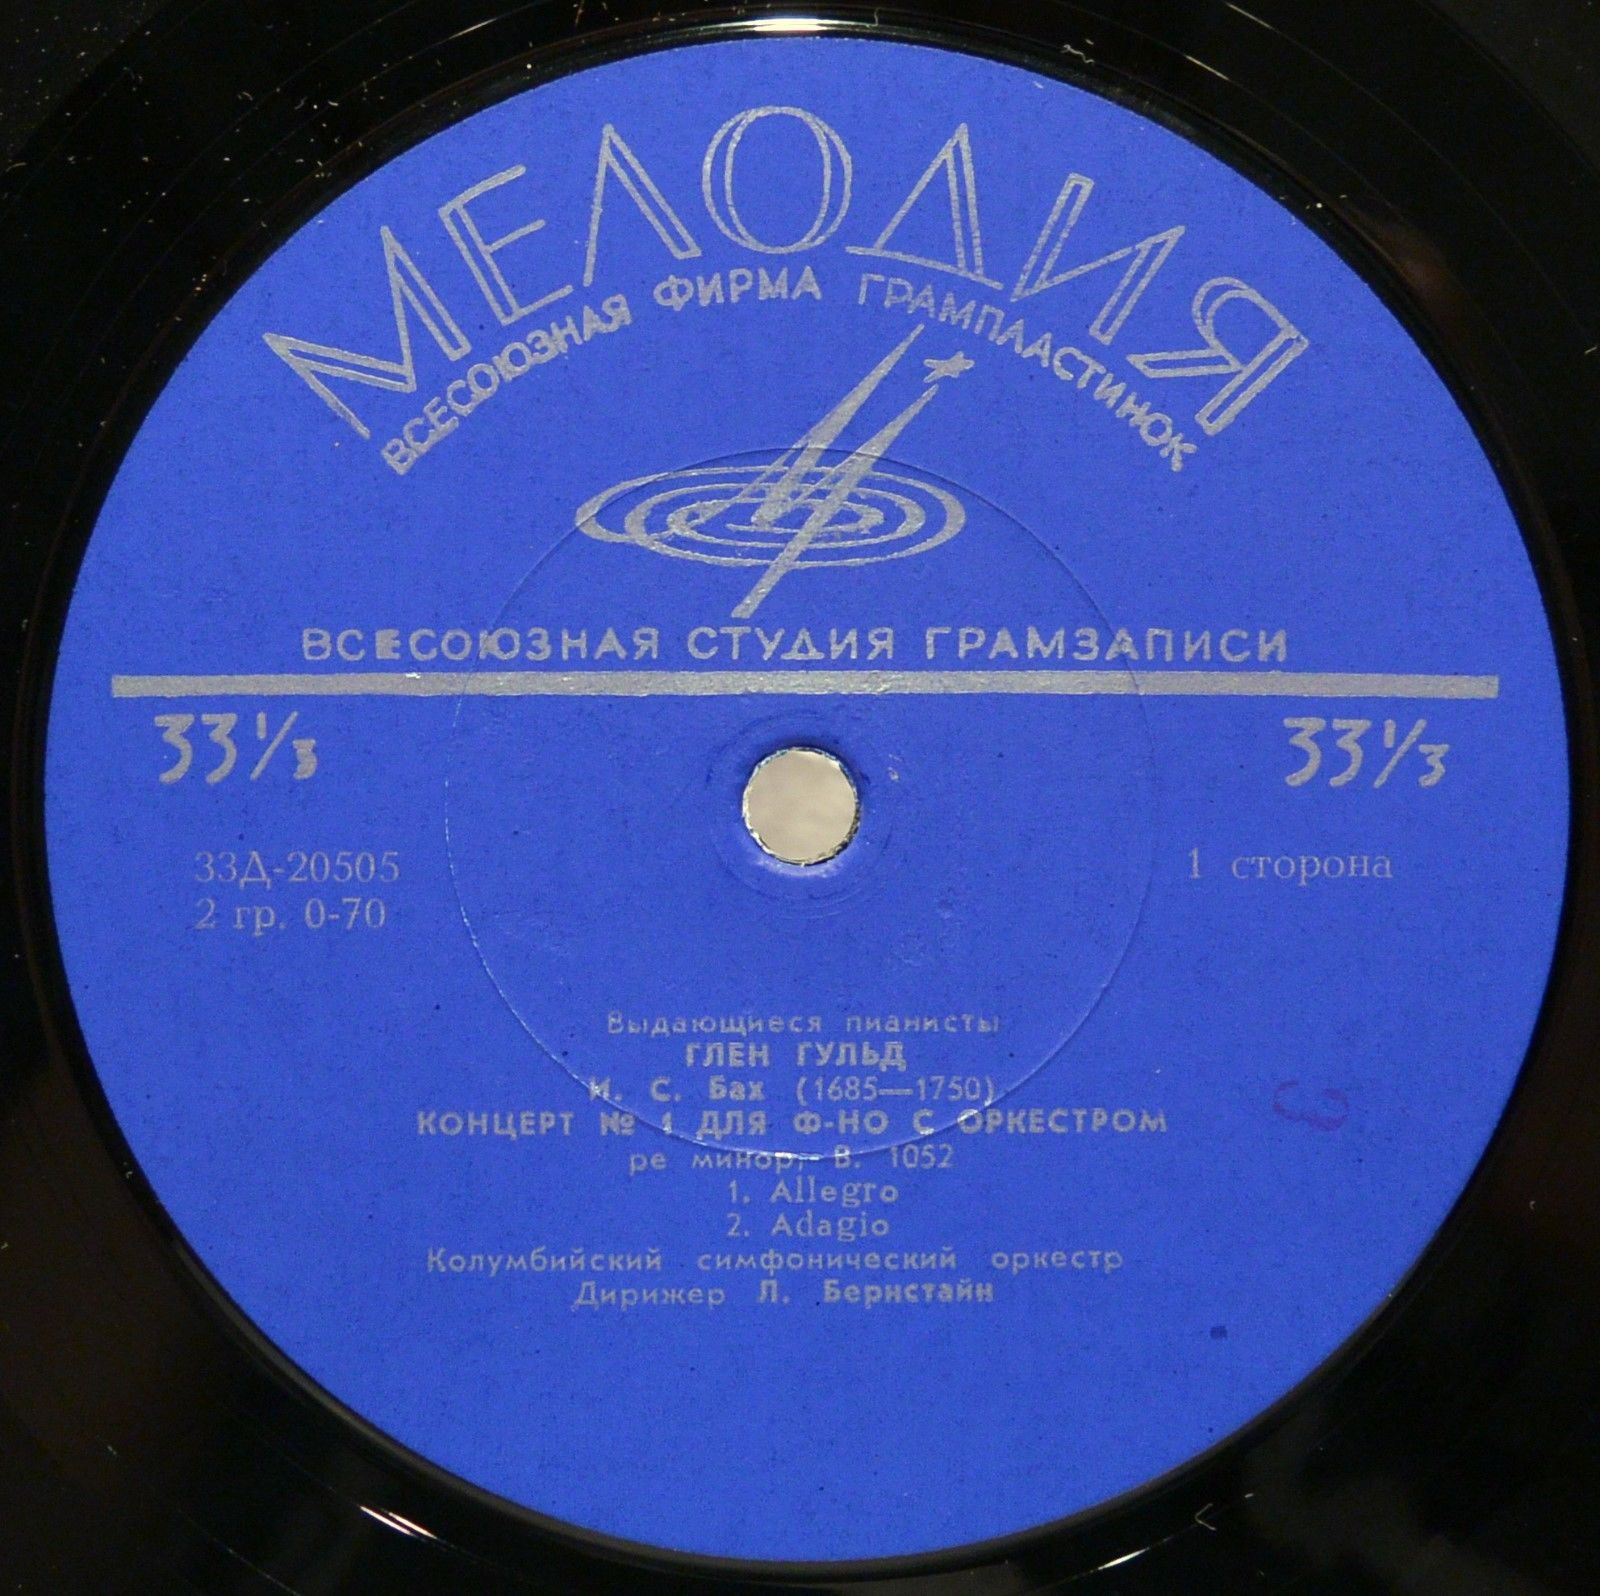 МЕЛОДИЯ
ВСЕСОЮЗНАЯ ФИРМА ГРАМПЛАСТИНОК
ВСЕСОЮЗНАЯ СТУДИЯ ГРАМЗАПИСИ
33⅓ 33⅓
33Д-20505 1 сторона
2 гр. 0-70
Выдающиеся пианисты
ГЛЕН ГУЛЬД
И. С. Бах (1685—1750)
КОНЦЕРТ № 1 ДЛЯ Ф-НО С ОРКЕСТРОМ
ре минор, В. 1052
1. Allegro
2. Adagio
Колумбийский симфонический оркестр
Дирижер Л. Бернстайн